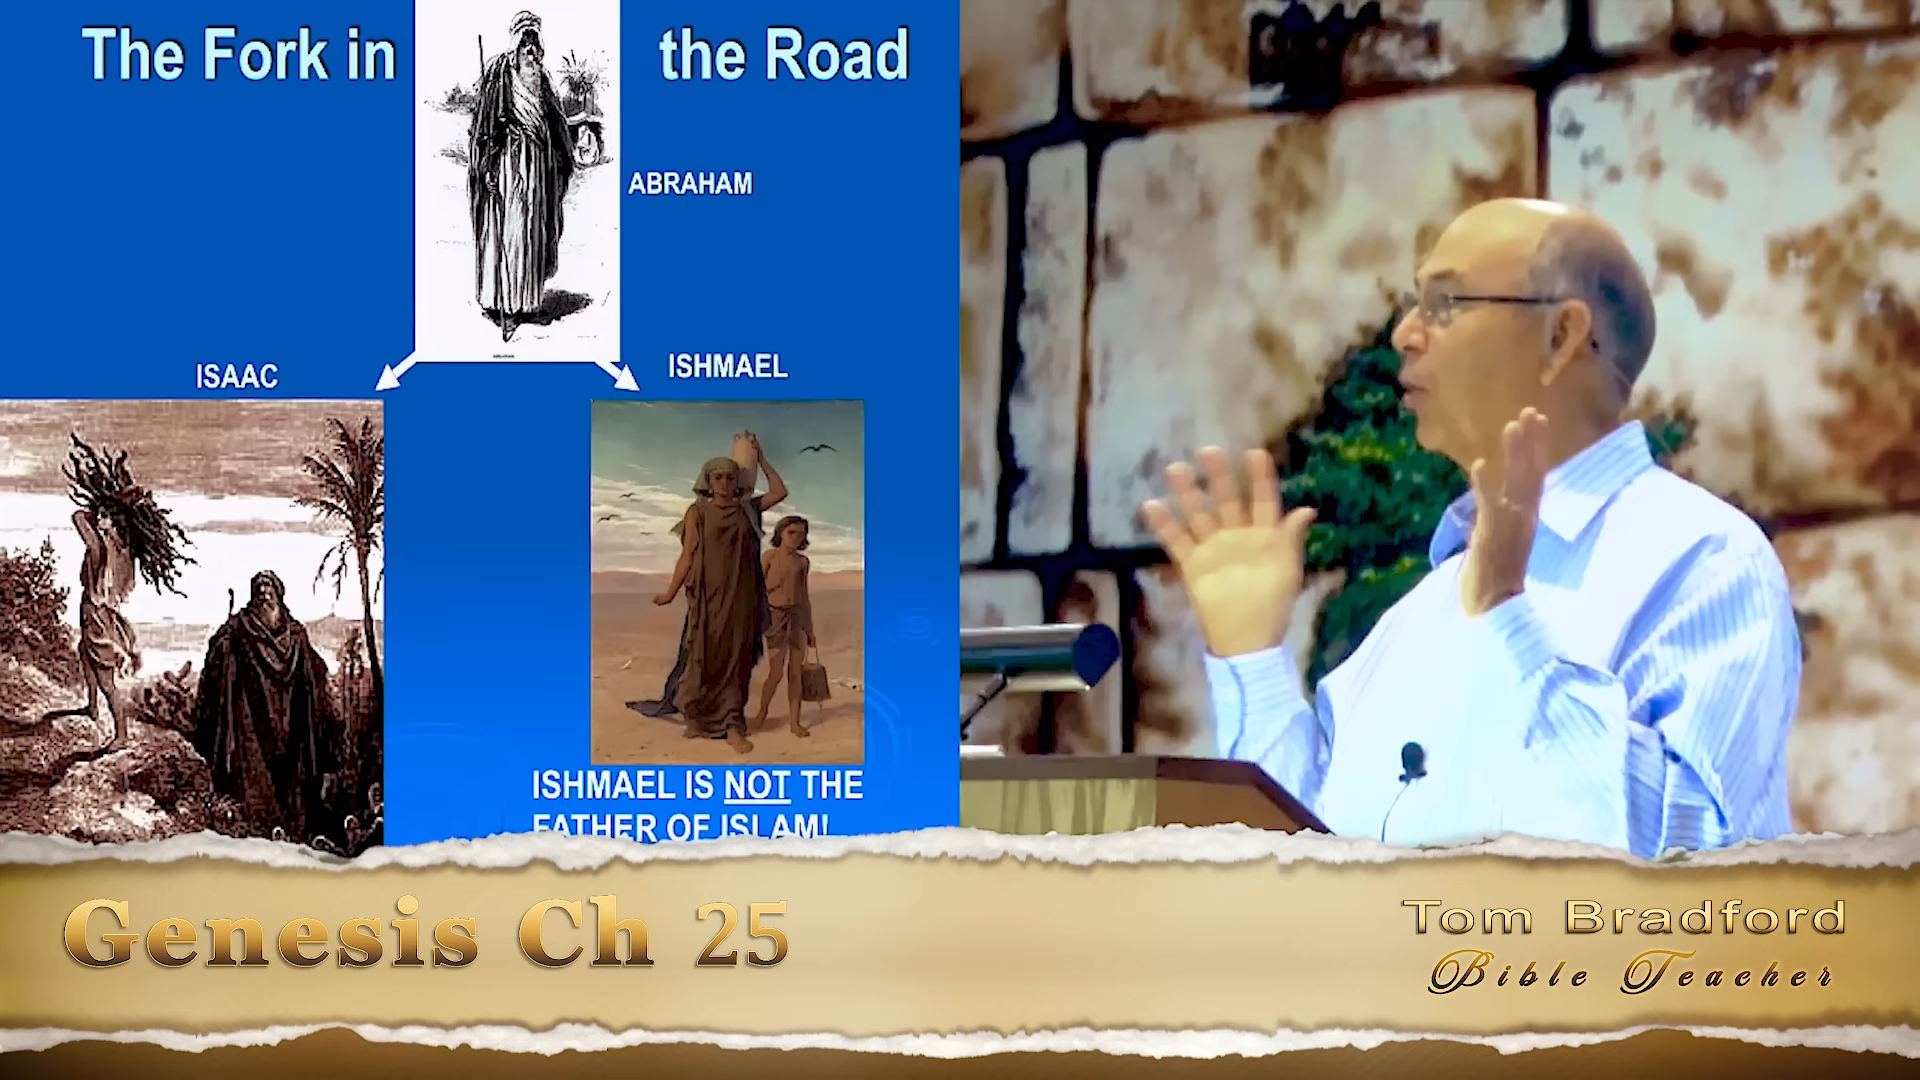 The Fork in the Road
ABRAHAM
ABRAHAM
ISAAC
ISHMAEL
ISHMAEL IS NOT THE
FATHER OF ISLAM!
Genesis Ch 25
Tom Bradford
Bible Teacher